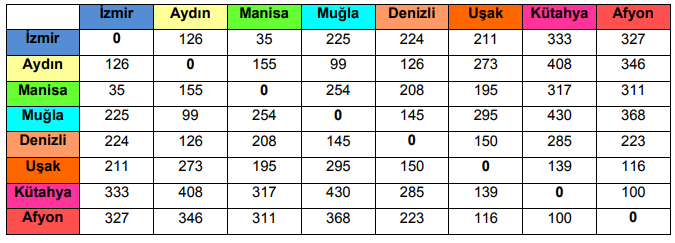 İzmir Aydın Manisa Muğla Denizli Uşak Kütahya Afyon
İzmir 0 126 35 225 224 211 333 327
Aydın 126 0 155 99 126 273 408 346
Manisa 35 155 0 254 208 195 317 311
Muğla 225 99 254 0 145 295 430 368
Denizli 224 126 208 145 0 150 285 223
Uşak 211 273 195 295 150 0 139 116
Kütahya 333 408 317 430 285 139 0 100
Afyon 327 346 311 368 223 116 100 0